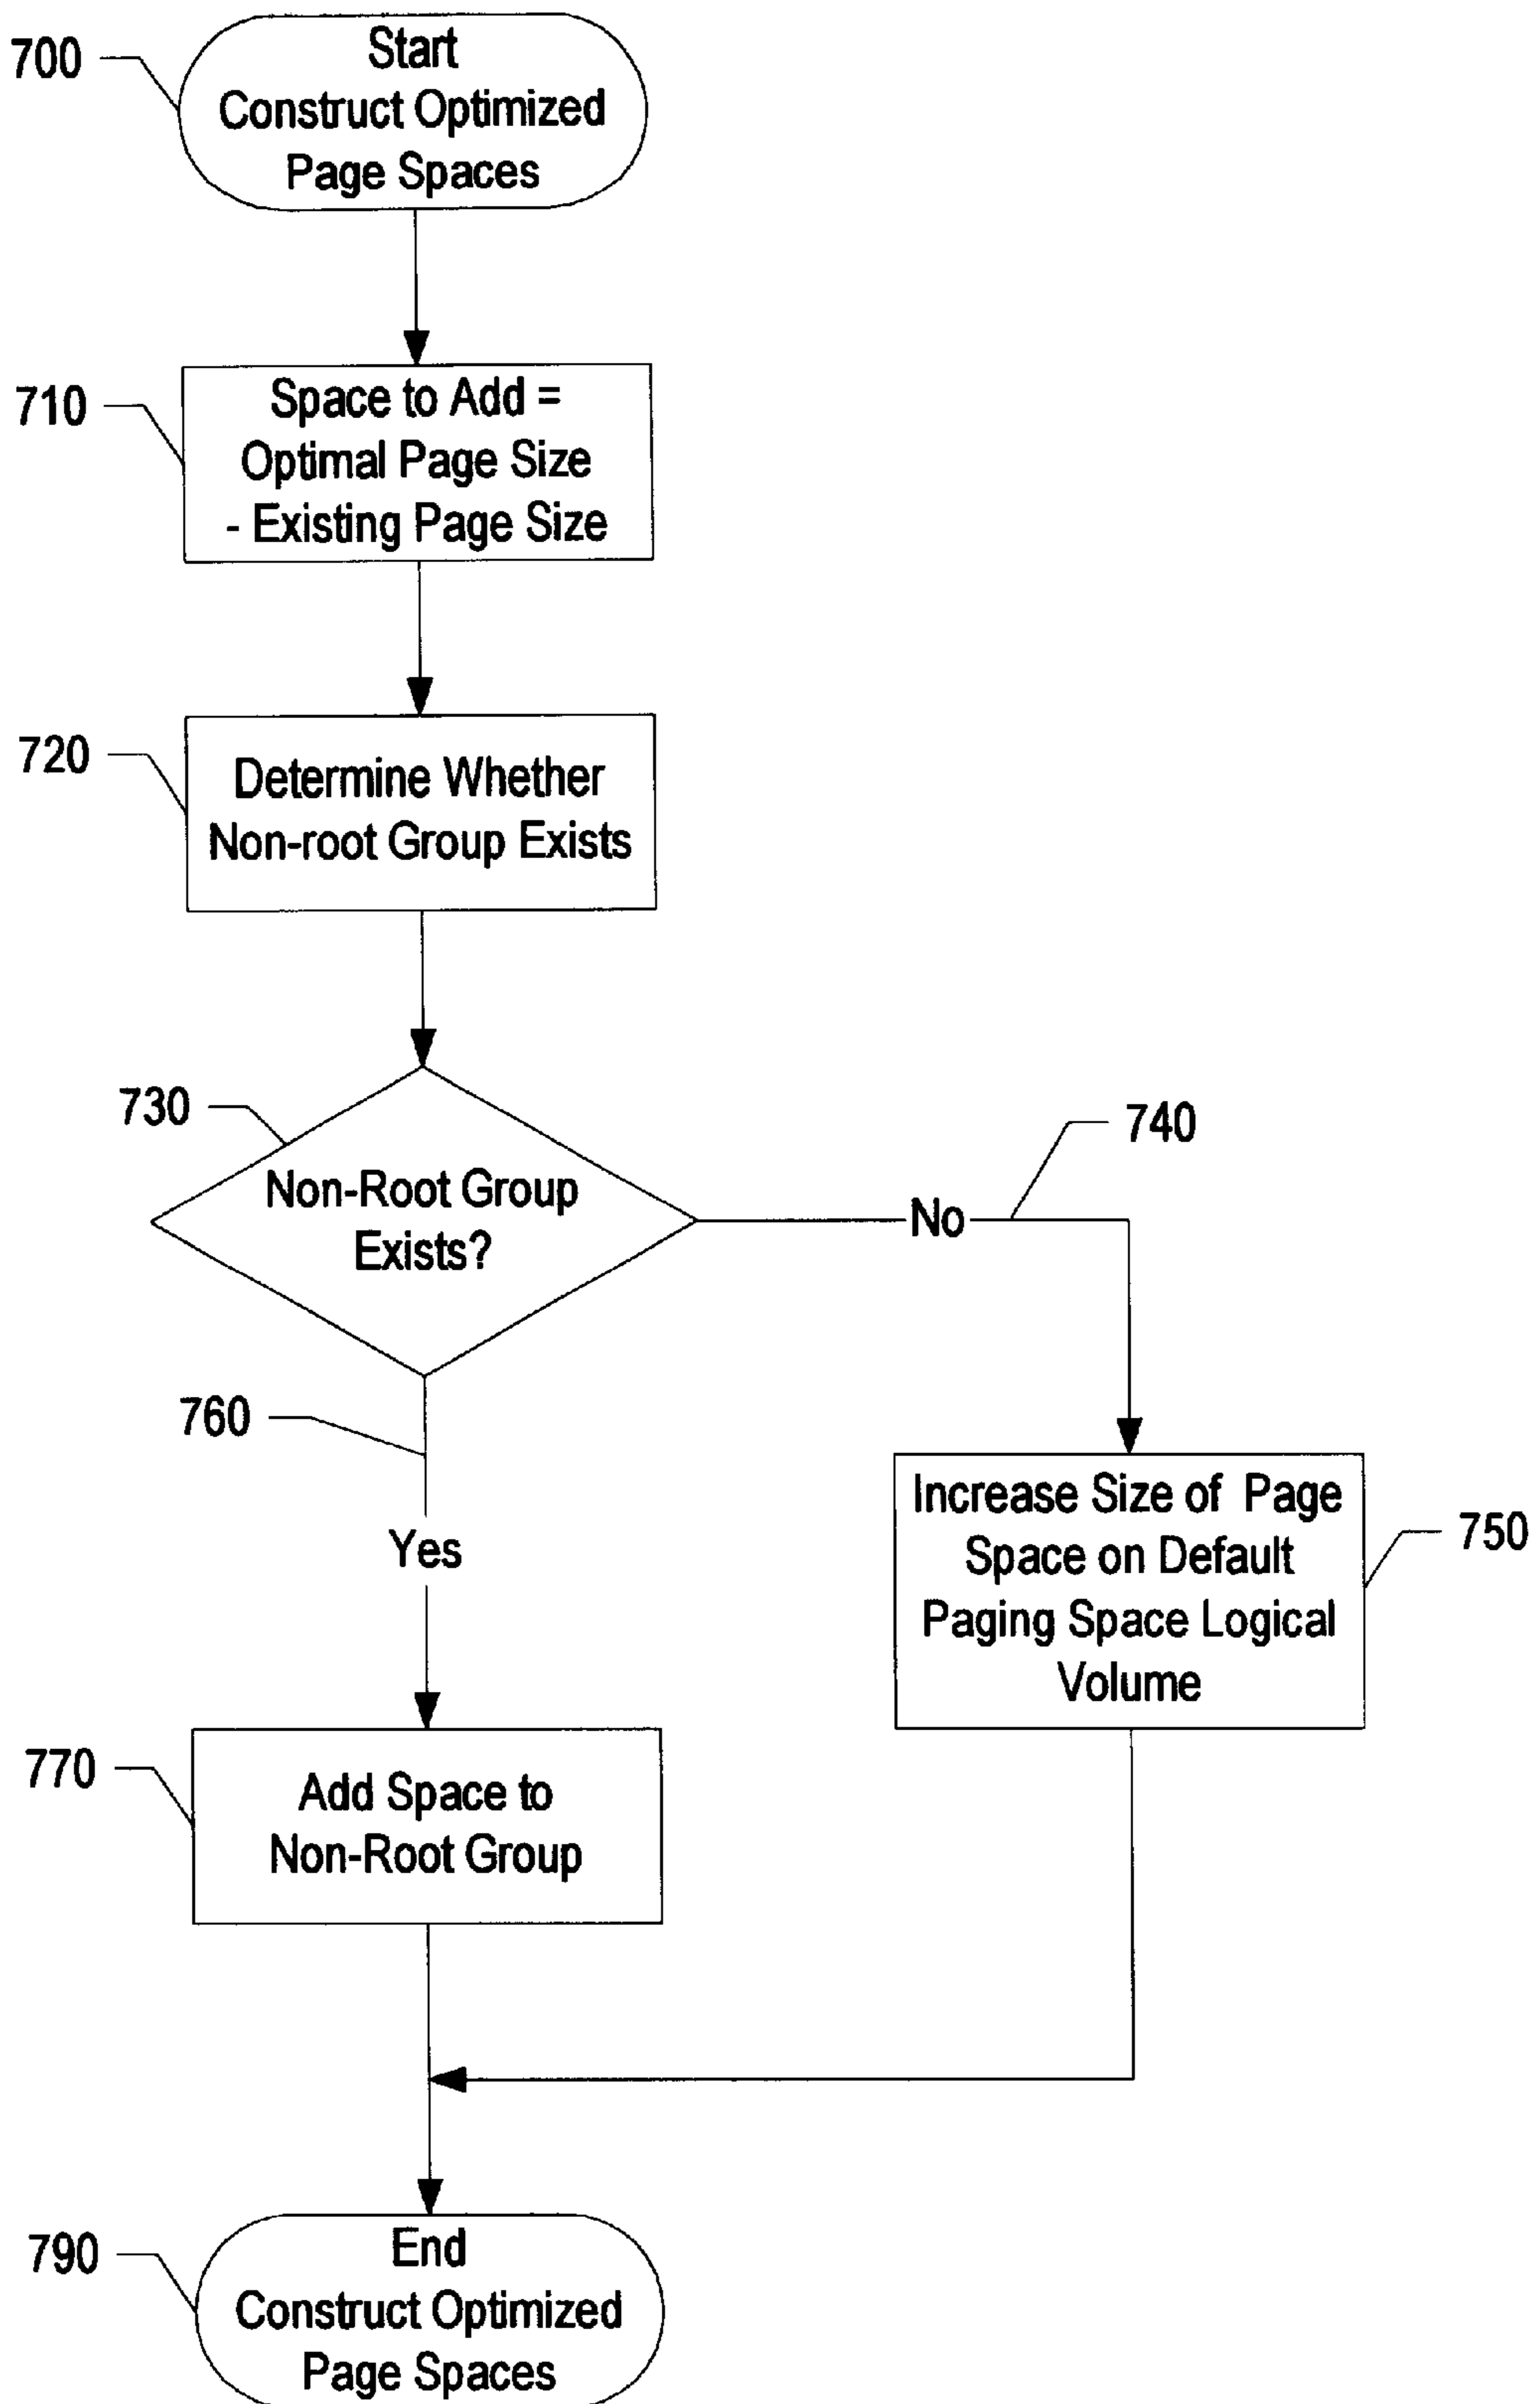 700
Start
Construct Optimized
Page Spaces
710
Space to Add =
Optimal Page Size
- Existing Page Size
720
Determine Whether
Non-root Group Exists
730
Non-Root Group
Exists?
740
No
760
Yes
Increase Size of Page
Space on Default
Paging Space Logical
Volume
750
770
Add Space to
Non-Root Group
790
End
Construct Optimized
Page Spaces